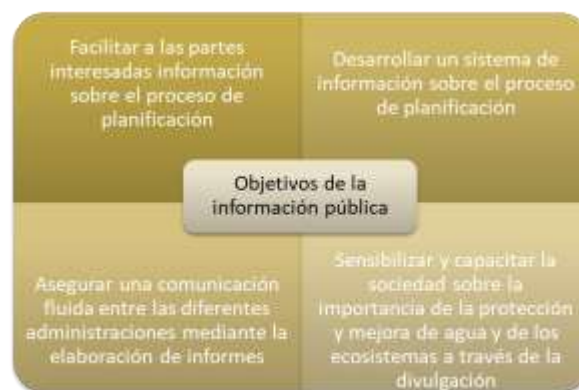 Facilitar a las partes
interesadas información
sobre el proceso de
planificación
Desarrollar un sistema de
información sobre el proceso
de planificación
Objetivos de la
información pública
Asegurar una comunicación
fluida entre las diferentes
administraciones mediante la
elaboración de informes
Sensibilizar y capacitar la
sociedad sobre la
importancia de la protección
y mejora de agua y de los
ecosistemas a través de la
divulgación